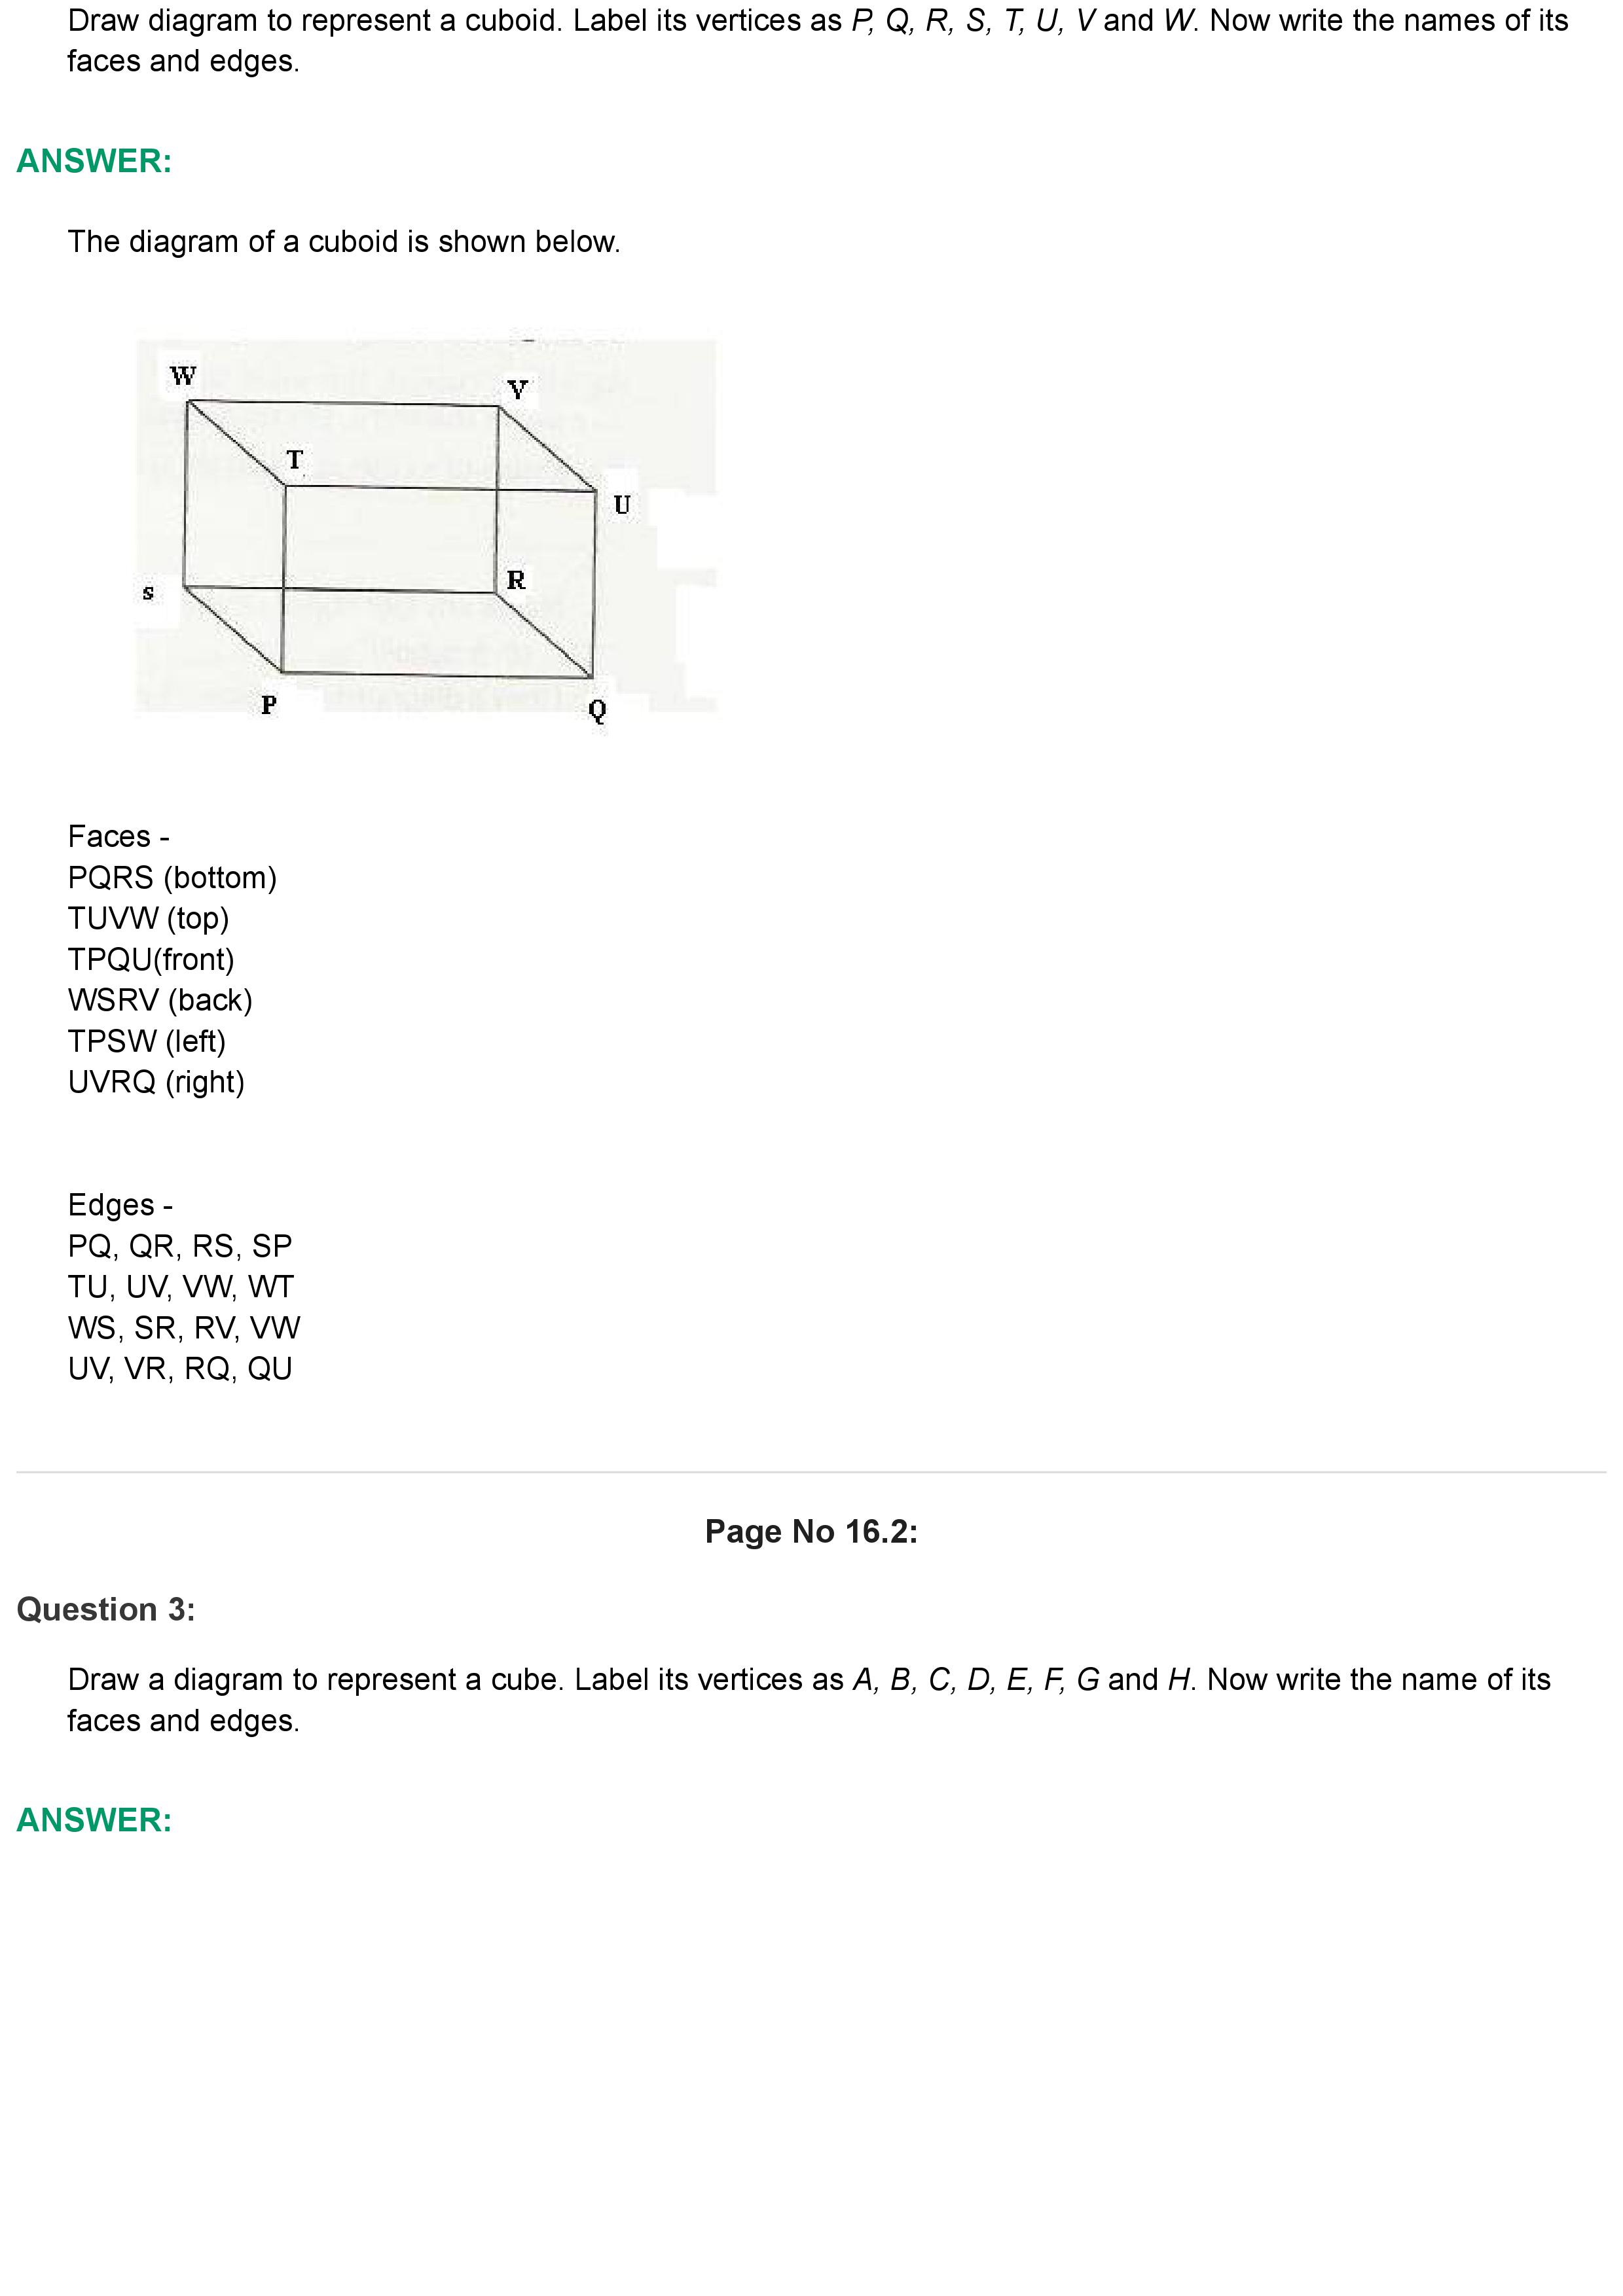 Draw diagram to represent a cuboid. Label its vertices as P, Q, R, S, T, U, V and W. Now write the names of its
faces and edges.
ANSWER:
The diagram of a cuboid is shown below.
W
V
T
U
R
s
P
Q
Faces -
PQRS (bottom)
TUVW (top)
TPQU(front)
WSRV (back)
TPSW (left)
UVRQ (right)
Edges -
PQ, QR, RS, SP
TU, UV, VW, WT
WS, SR, RV, VW
UV, VR, RQ, QU
Page No 16.2:
Question 3:
Draw a diagram to represent a cube. Label its vertices as A, B, C, D, E, F, G and H. Now write the name of its
faces and edges.
ANSWER: